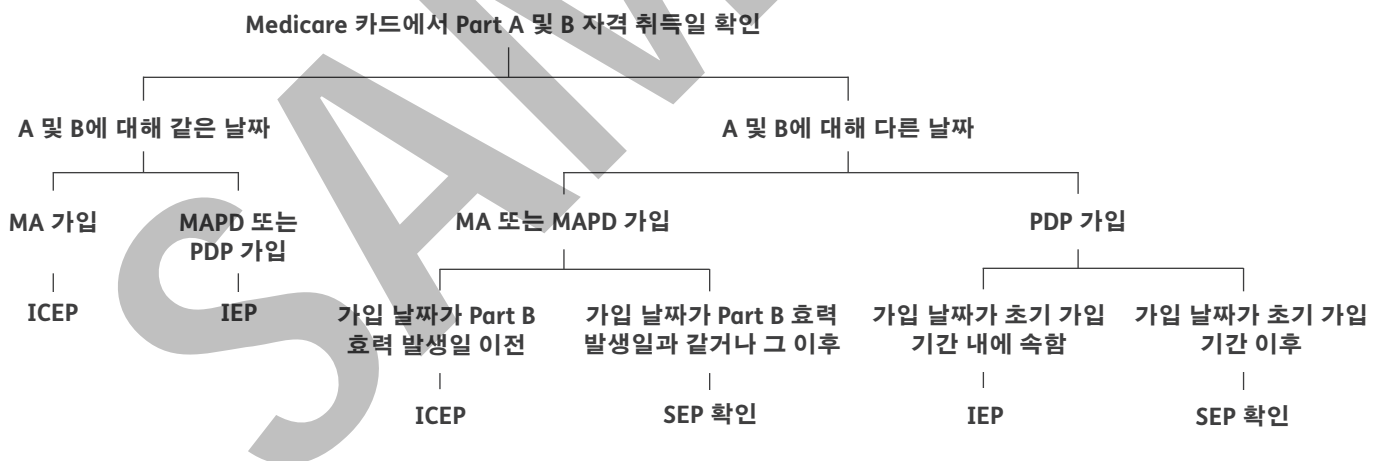 Medicare 카드에서 Part A 및 B 자격 취득일 확인
A 및 B에 대해 같은 날짜
A 및 B에 대해 다른 날짜
MA 가입
MAPD 또는
PDP 가입
MA 또는 MAPD 가입
PDP 가입
ICEP
IEP
가입 날짜가 Part B
효력 발생일 이전
가입 날짜가 Part B 효력
발생일과 같거나 그 이후
가입 날짜가 초기 가입
기간 내에 속함
가입 날짜가 초기 가입
기간 이후
ICEP
SEP 확인
IEP
SEP 확인